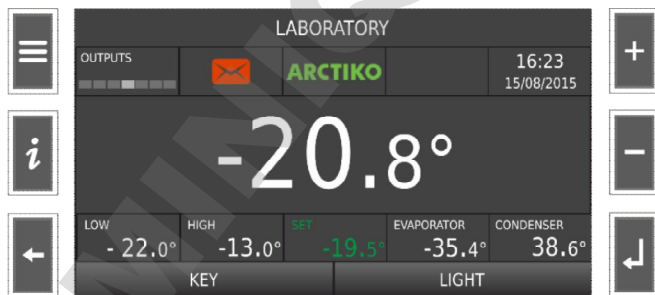 LABORATORY
OUTPUTS
ARCTIKO
16:23
15/08/2015
i
-20.8°
LOW
HIGH
SET
EVAPORATOR
CONDENSER
- 22.0°
-13.0°
-19.5°
-35.4°
38.6°
KEY
LIGHT
+
-